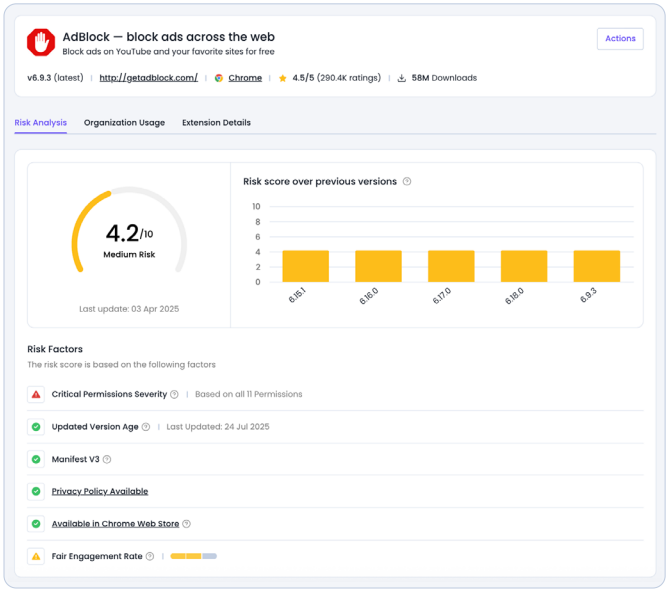 AdBlock — block ads across the web
Block ads on YouTube and your favorite sites for free
Actions
v6.9.3 (latest) | http://getadblock.com/ | Chrome | 4.5/5 (290.4K ratings) | 58M Downloads
Risk Analysis Organization Usage Extension Details
4.2/10
Medium Risk
Last update: 03 Apr 2025
Risk score over previous versions ?
10
8
6
4
2
0
6.15.1 6.16.0 6.17.0 6.18.0 6.9.3
Risk Factors
The risk score is based on the following factors
Critical Permissions Severity ? | Based on all 11 Permissions
Updated Version Age ? | Last Updated: 24 Jul 2025
Manifest V3 ?
Privacy Policy Available
Available in Chrome Web Store ?
Fair Engagement Rate ? |